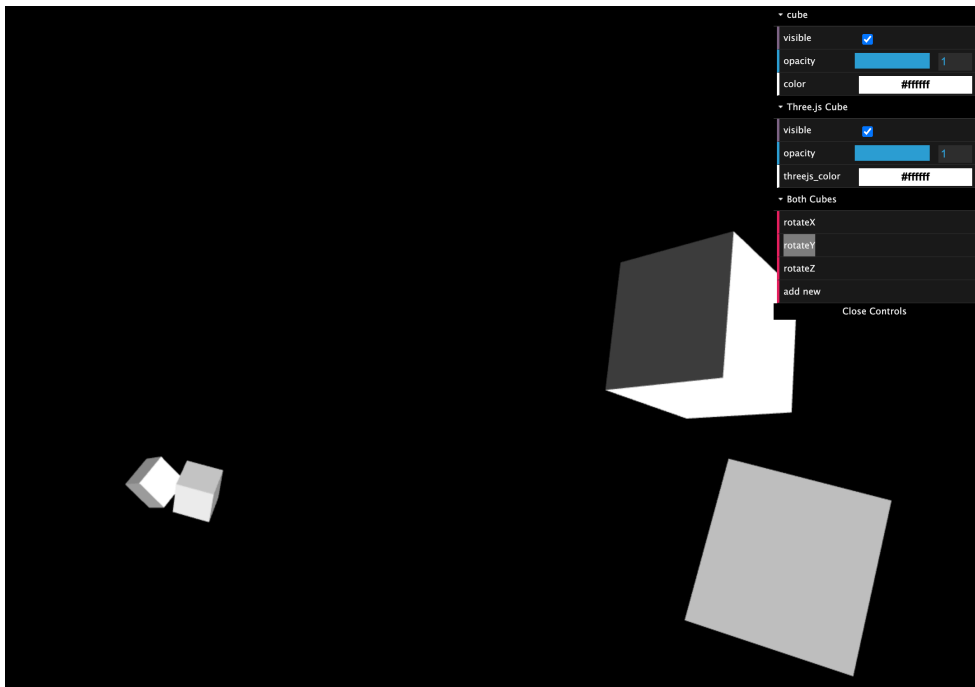 cube
visible
opacity 1
color #ffffff
Three.js Cube
visible
opacity 1
threejs_color #ffffff
Both Cubes
rotateX
rotateY
rotateZ
add new
Close Controls